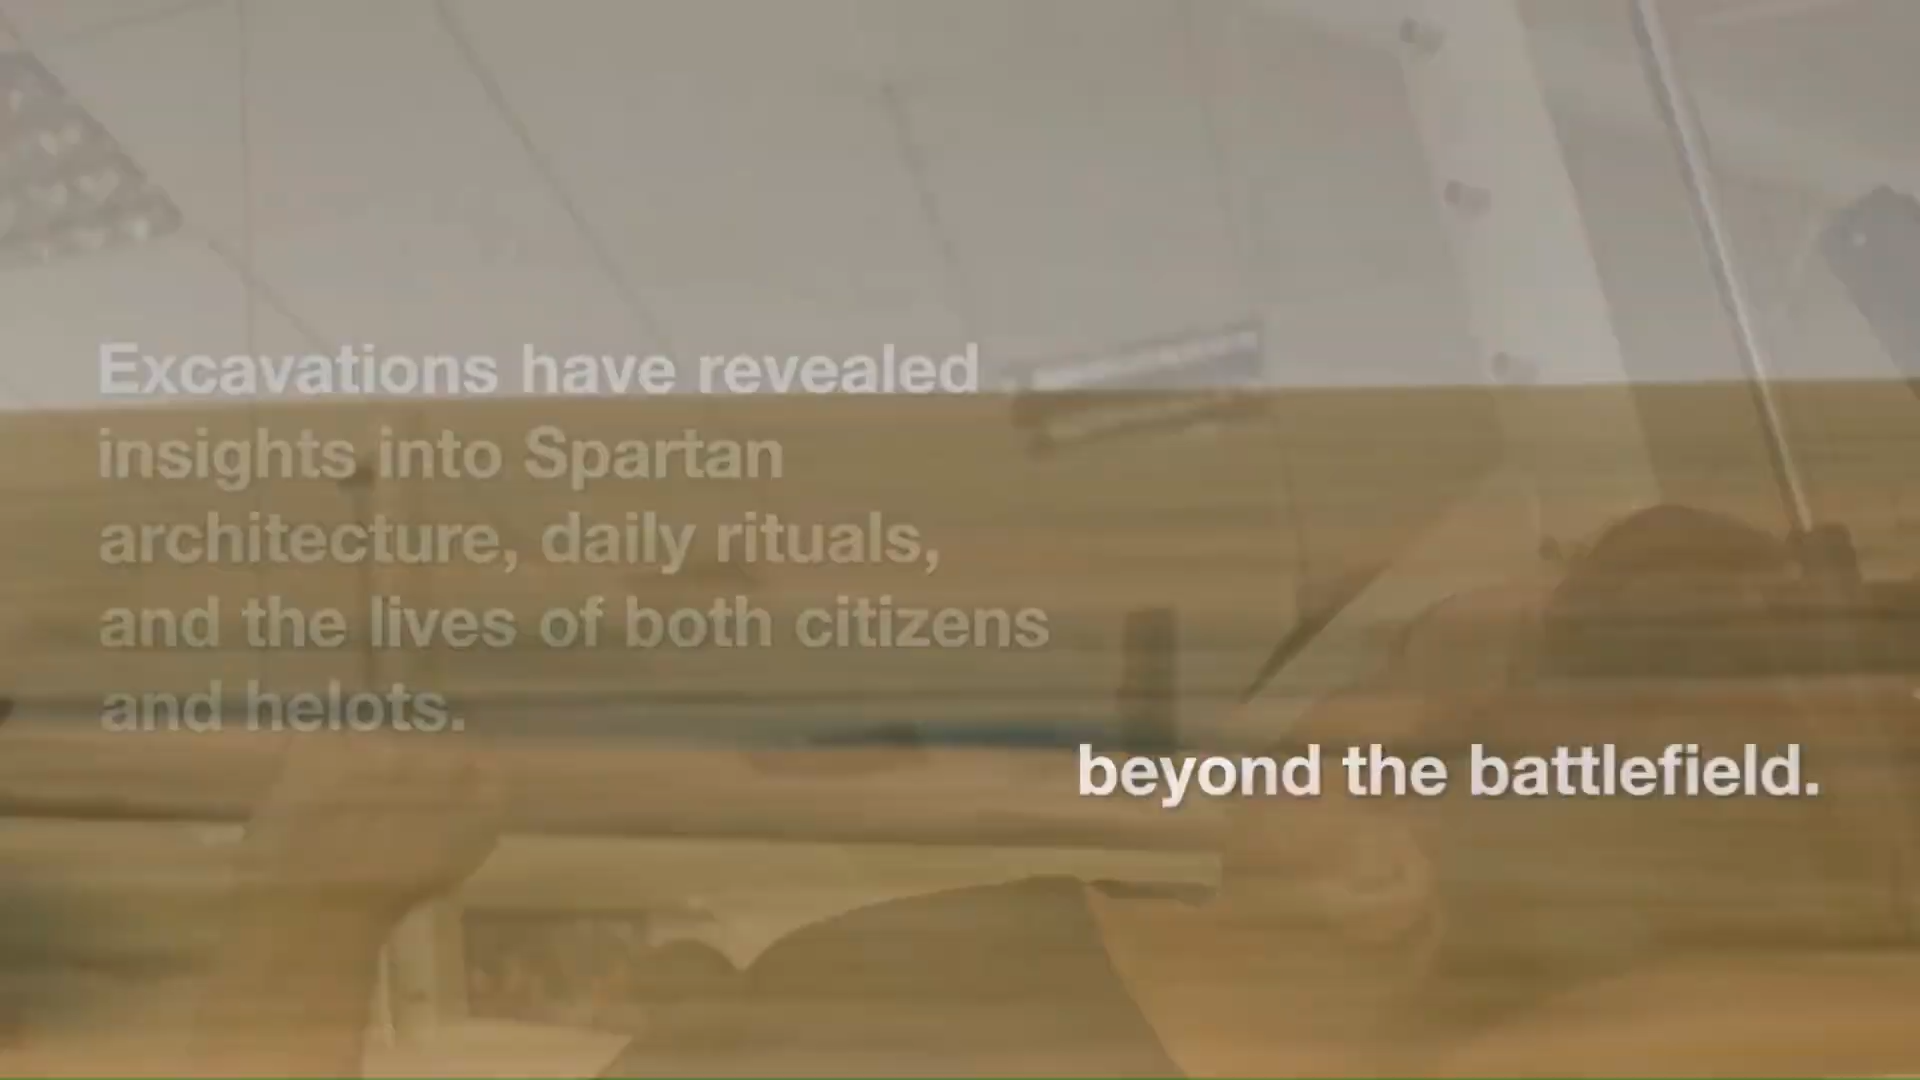 Excavations have revealed
insights into Spartan
architecture, daily rituals,
and the lives of both citizens
and helots.
beyond the battlefield.